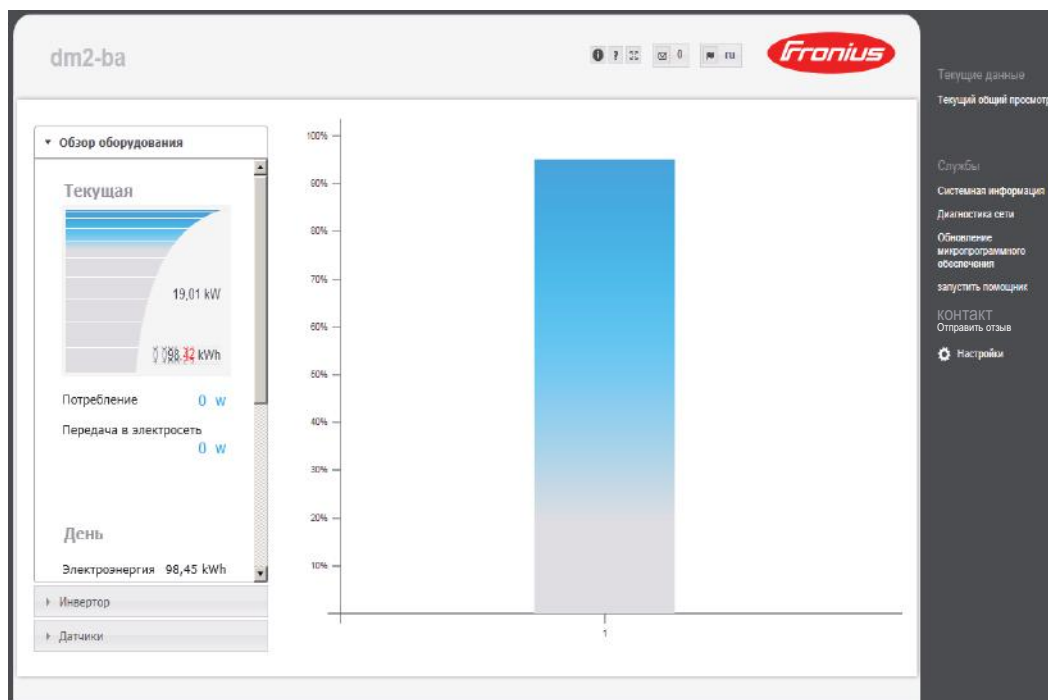 dm2-ba
i ? 0 ru
Fronius
Текущие данные
Текущий общий просмотр
Службы
Системная информация
Диагностика сети
Обновление
микропрограммного
обеспечения
запустить помощник
контакт
Отправить отзыв
Настройки
Обзор оборудования
Текущая
19,01 kW
kWh
Потребление 0 W
Передача в электросеть
0 W
День
Электроэнергия 98,45 kWh
Инвертор
Датчики
100%
90%
80%
70%
60%
50%
40%
30%
20%
10%
1